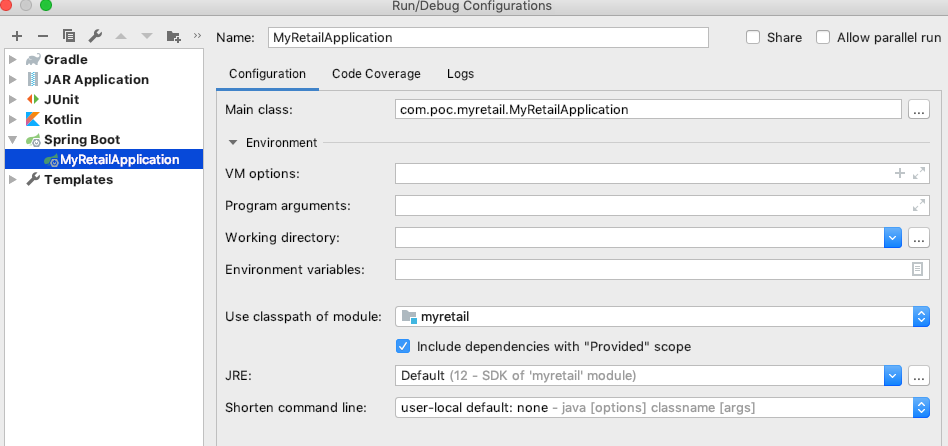 Run/Debug Configurations
Name: MyRetailApplication Share Allow parallel run
Gradle
JAR Application
JUnit
Kotlin
Spring Boot
MyRetailApplication
Templates
Configuration Code Coverage Logs
Main class: com.poc.myretail.MyRetailApplication ...
Environment
VM options:
Program arguments:
Working directory: ...
Environment variables:
Use classpath of module: myretail
Include dependencies with "Provided" scope
JRE: Default (12 - SDK of 'myretail' module) ...
Shorten command line: user-local default: none - java [options] classname [args]